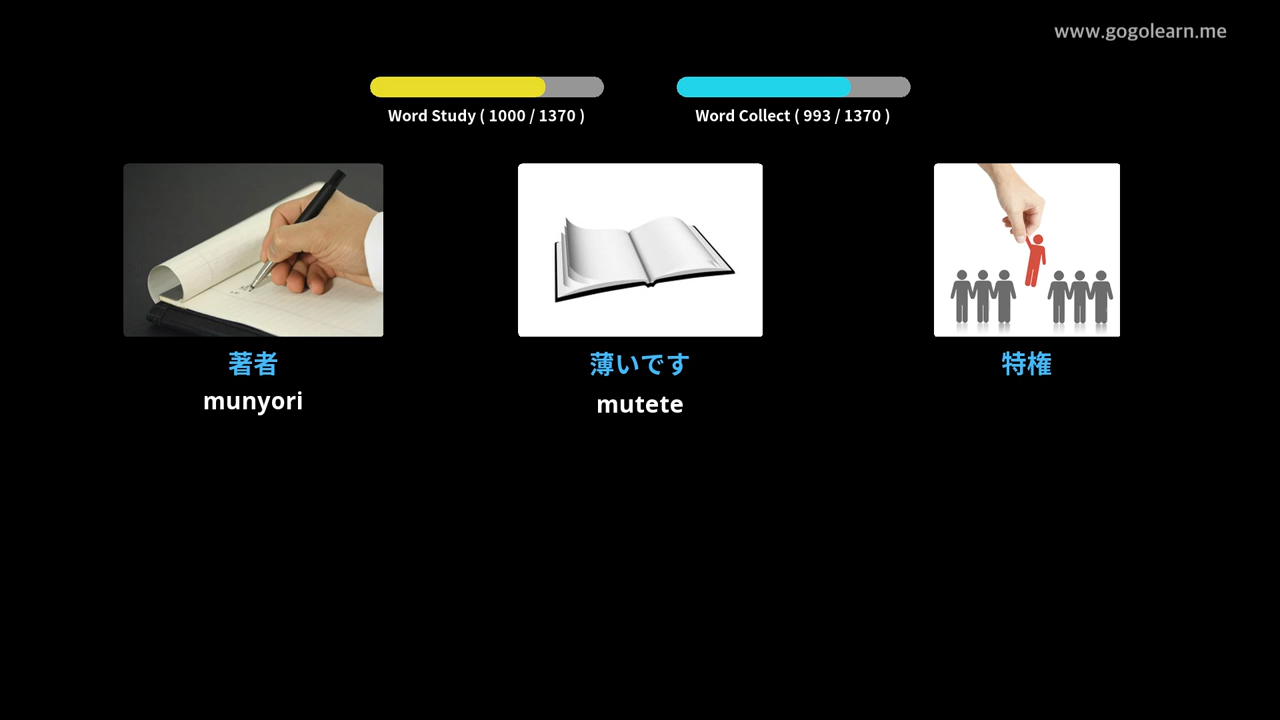 www.gogolearn.me
Word Study ( 1000 / 1370 )
Word Collect ( 993 / 1370 )
著者
munyori
薄いです
mutete
特権